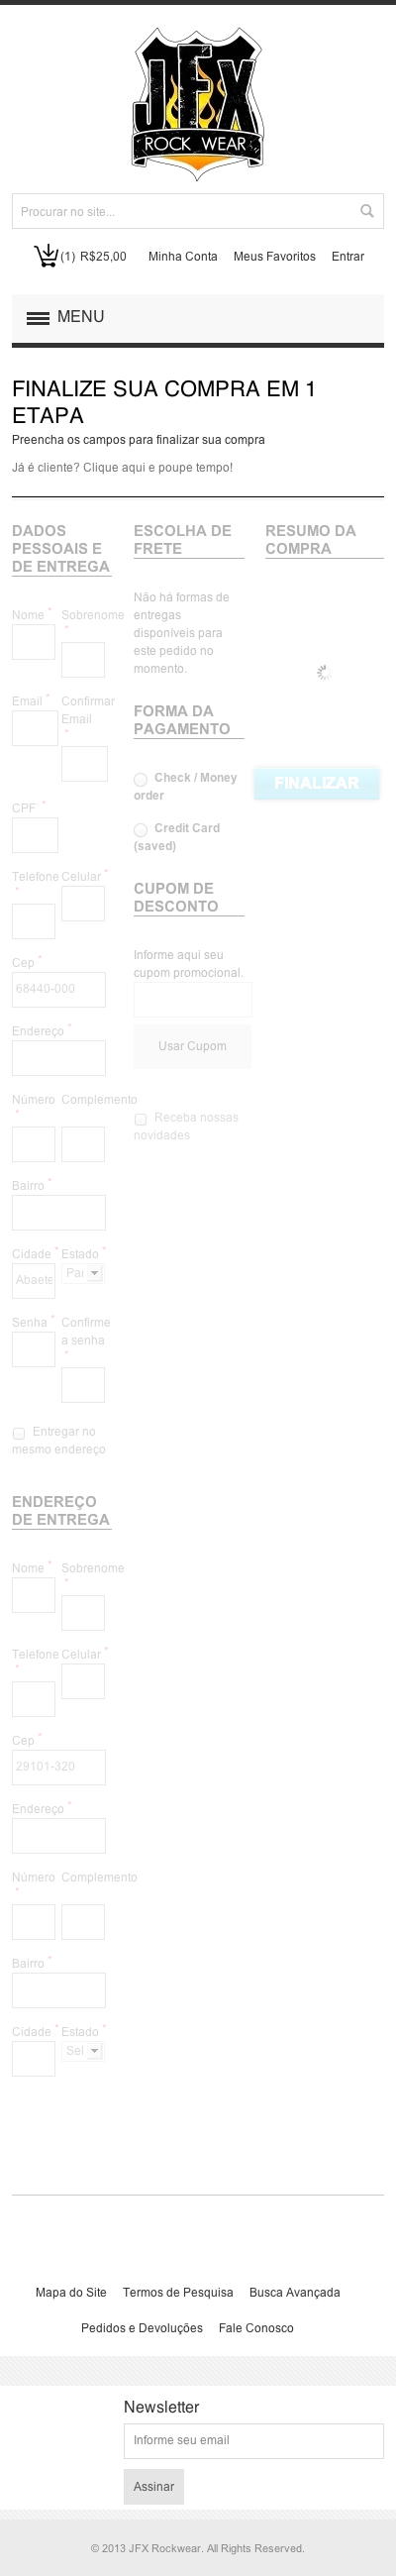 JFX
ROCK WEAR
Procurar no site...
(1) R$25,00 Minha Conta Meus Favoritos Entrar
MENU
FINALIZE SUA COMPRA EM 1
ETAPA
Preencha os campos para finalizar sua compra
Já é cliente? Clique aqui e poupe tempo!
DADOS
PESSOAIS E
DE ENTREGA
Nome * Sobrenome
*
Email * Confirmar
Email
*
CPF *
Telefone Celular *
*
Cep *
68440-000
Endereço *
Número Complemento
*
Bairro *
Cidade * Estado *
Abaete Par
Senha * Confirme
a senha
*
Entregar no
mesmo endereço
ENDEREÇO
DE ENTREGA
Nome * Sobrenome
*
Telefone Celular *
*
Cep *
29101-320
Endereço *
Número Complemento
*
Bairro *
Cidade * Estado *
Sel
ESCOLHA DE
FRETE
Não há formas de
entregas
disponíveis para
este pedido no
momento.
FORMA DA
PAGAMENTO
Check / Money
order
Credit Card
(saved)
CUPOM DE
DESCONTO
Informe aqui seu
cupom promocional.
Usar Cupom
Receba nossas
novidades
RESUMO DA
COMPRA
FINALIZAR
Mapa do Site Termos de Pesquisa Busca Avançada
Pedidos e Devoluções Fale Conosco
Newsletter
Informe seu email
Assinar
© 2013 JFX Rockwear. All Rights Reserved.